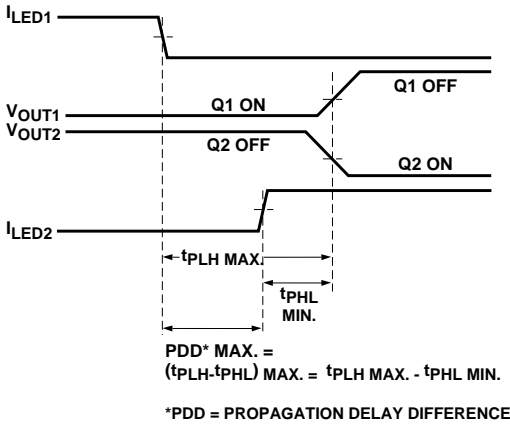 ILED1
Q1 OFF
VOUT1
Q1 ON
VOUT2
Q2 OFF
Q2 ON
ILED2
tPLH MAX.
tPHL
MIN.
PDD* MAX. =
(tPLH-tPHL) MAX. = tPLH MAX. - tPHL MIN.
*PDD = PROPAGATION DELAY DIFFERENCE